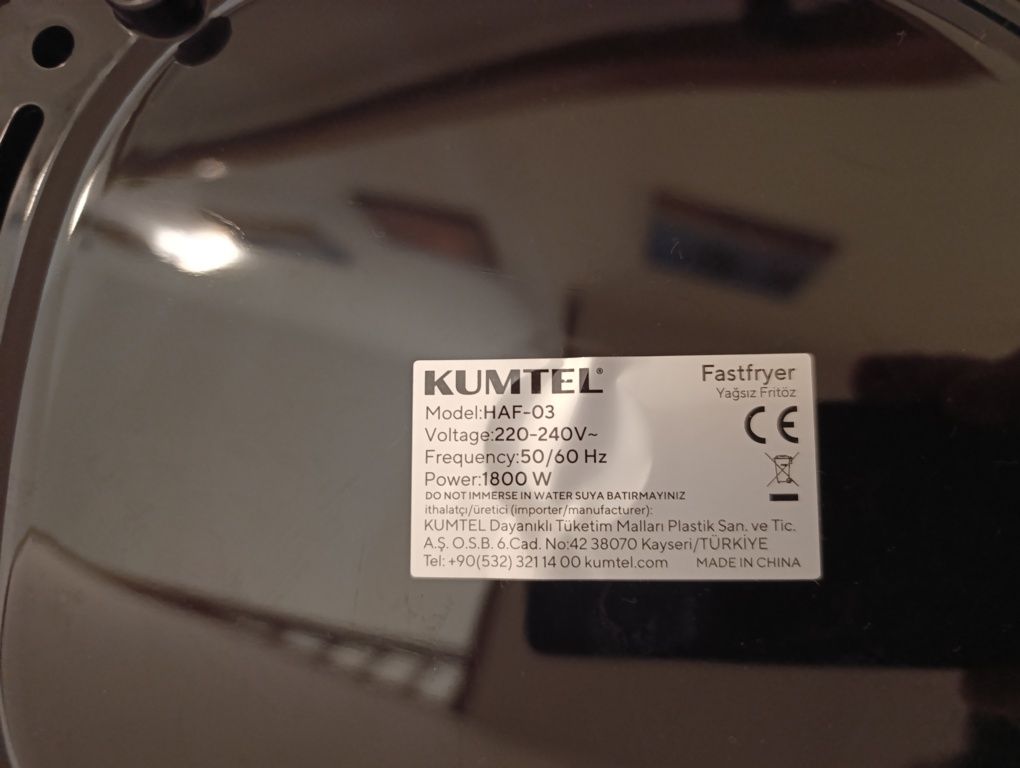 KUMTEL®
Fastfryer
Yağsız Fritöz
Model:HAF-03
Voltage:220-240V~
Frequency:50/60 Hz
Power:1800 W
CE
DO NOT IMMERSE IN WATER SUYA BATIRMAYINIZ
ithalatçı/üretici (importer/manufacturer):
KUMTEL Dayanıklı Tüketim Malları Plastik San. ve Tic.
A.Ş. O.S.B. 6.Cad. No:42 38070 Kayseri/TÜRKİYE
Tel: +90(532) 321 14 00 kumtel.com MADE IN CHINA